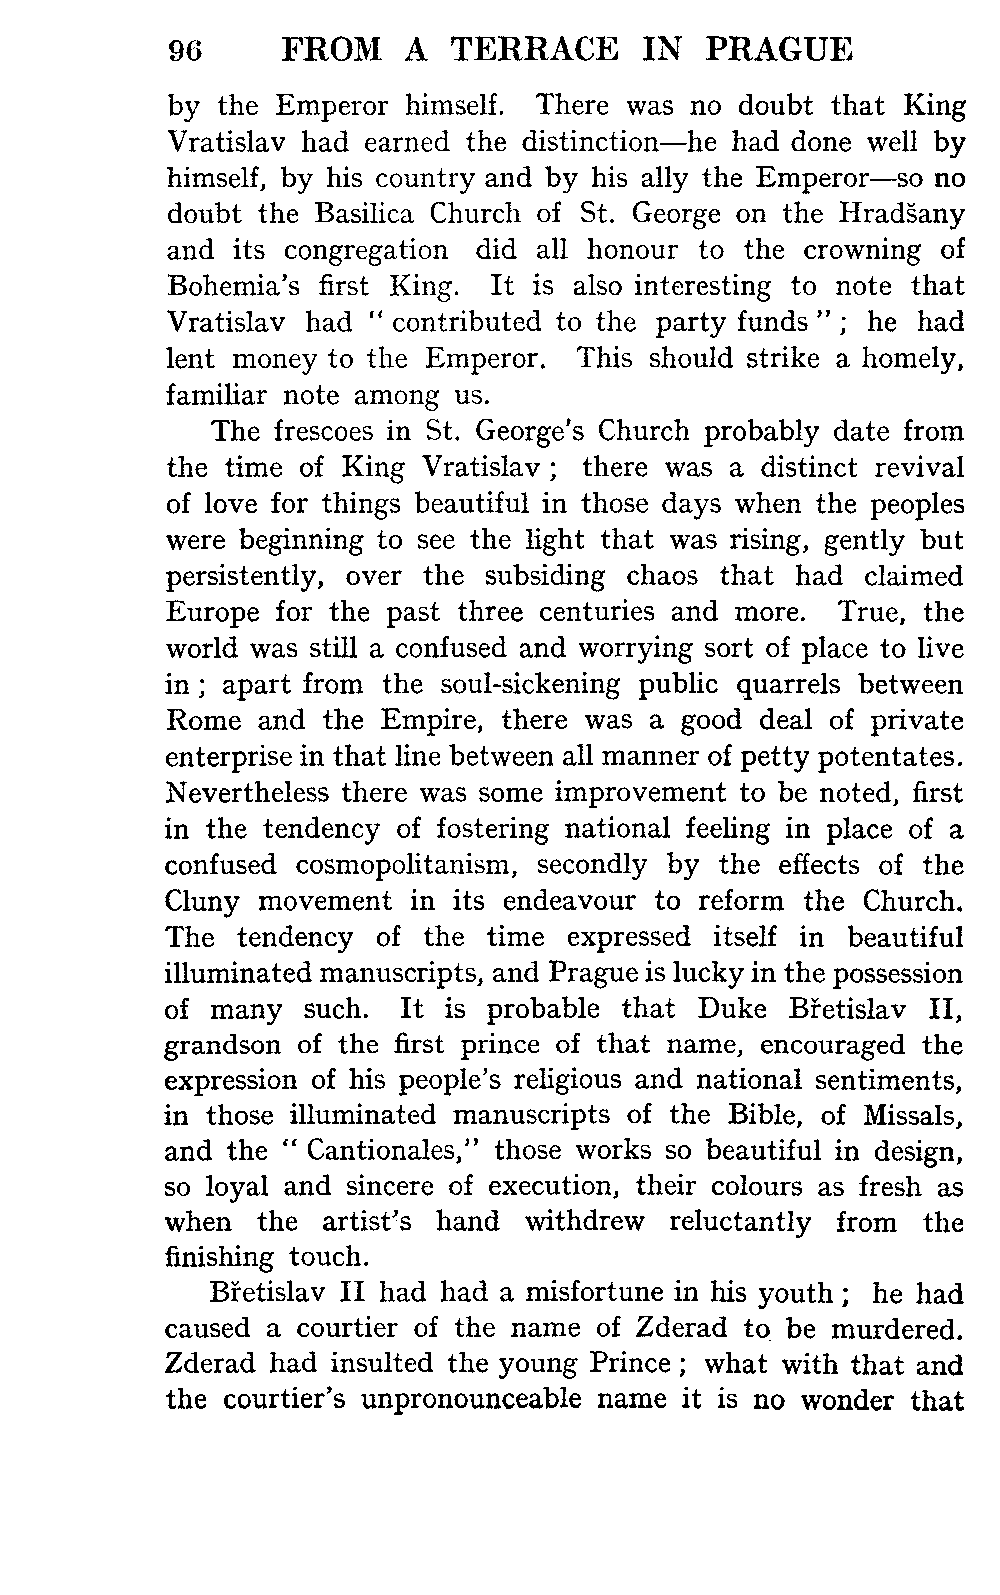 96 FROM A TERRACE IN PRAGUE
by the Emperor himself. There was no doubt that King
Vratislav had earned the distinction—he had done well by
himself, by his country and by his ally the Emperor—so no
doubt the Basilica Church of St. George on the Hradšany
and its congregation did all honour to the crowning of
Bohemia's first King. It is also interesting to note that
Vratislav had " contributed to the party funds " ; he had
lent money to the Emperor. This should strike a homely,
familiar note among us.
The frescoes in St. George's Church probably date from
the time of King Vratislav ; there was a distinct revival
of love for things beautiful in those days when the peoples
were beginning to see the light that was rising, gently but
persistently, over the subsiding chaos that had claimed
Europe for the past three centuries and more. True, the
world was still a confused and worrying sort of place to live
in ; apart from the soul-sickening public quarrels between
Rome and the Empire, there was a good deal of private
enterprise in that line between all manner of petty potentates.
Nevertheless there was some improvement to be noted, first
in the tendency of fostering national feeling in place of a
confused cosmopolitanism, secondly by the effects of the
Cluny movement in its endeavour to reform the Church.
The tendency of the time expressed itself in beautiful
illuminated manuscripts, and Prague is lucky in the possession
of many such. It is probable that Duke Břetislav II,
grandson of the first prince of that name, encouraged the
expression of his people's religious and national sentiments,
in those illuminated manuscripts of the Bible, of Missals,
and the " Cantionales," those works so beautiful in design,
so loyal and sincere of execution, their colours as fresh as
when the artist's hand withdrew reluctantly from the
finishing touch.
Břetislav II had had a misfortune in his youth ; he had
caused a courtier of the name of Zderad to be murdered.
Zderad had insulted the young Prince ; what with that and
the courtier's unpronounceable name it is no wonder that